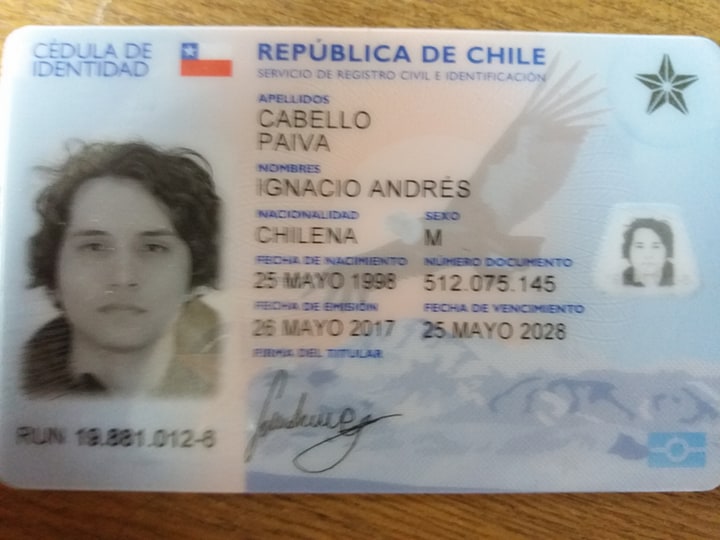 CÉDULA DE
IDENTIDAD
REPÚBLICA DE CHILE
SERVICIO DE REGISTRO CIVIL E IDENTIFICACIÓN
APELLIDOS
CABELLO
PAIVA
NOMBRES
IGNACIO ANDRÉS
NACIONALIDAD SEXO
CHILENA M
FECHA DE NACIMIENTO NÚMERO DOCUMENTO
25 MAYO 1998 512.075.145
FECHA DE EMISIÓN FECHA DE VENCIMIENTO
26 MAYO 2017 25 MAYO 2028
FIRMA DEL TITULAR
RUN 19.881.012-6